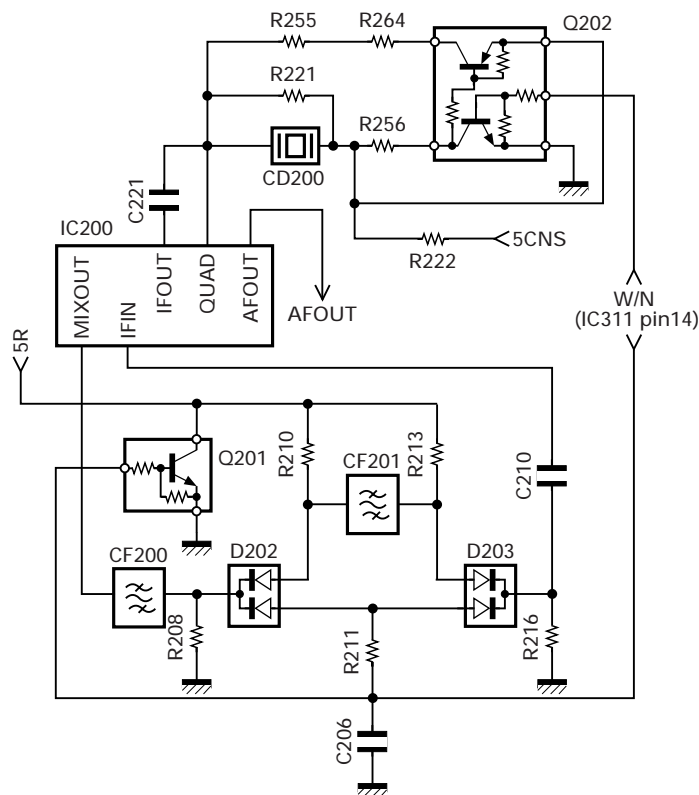 R255
R264
Q202
R221
R256
CD200
C221
IC200
R222
5CNS
MIXOUT
IFIN
IFOUT
QUAD
AFOUT
AFOUT
W/N
(IC311 pin14)
5R
Q201
R210
CF201
R213
C210
CF200
D202
D203
R208
R211
R216
C206